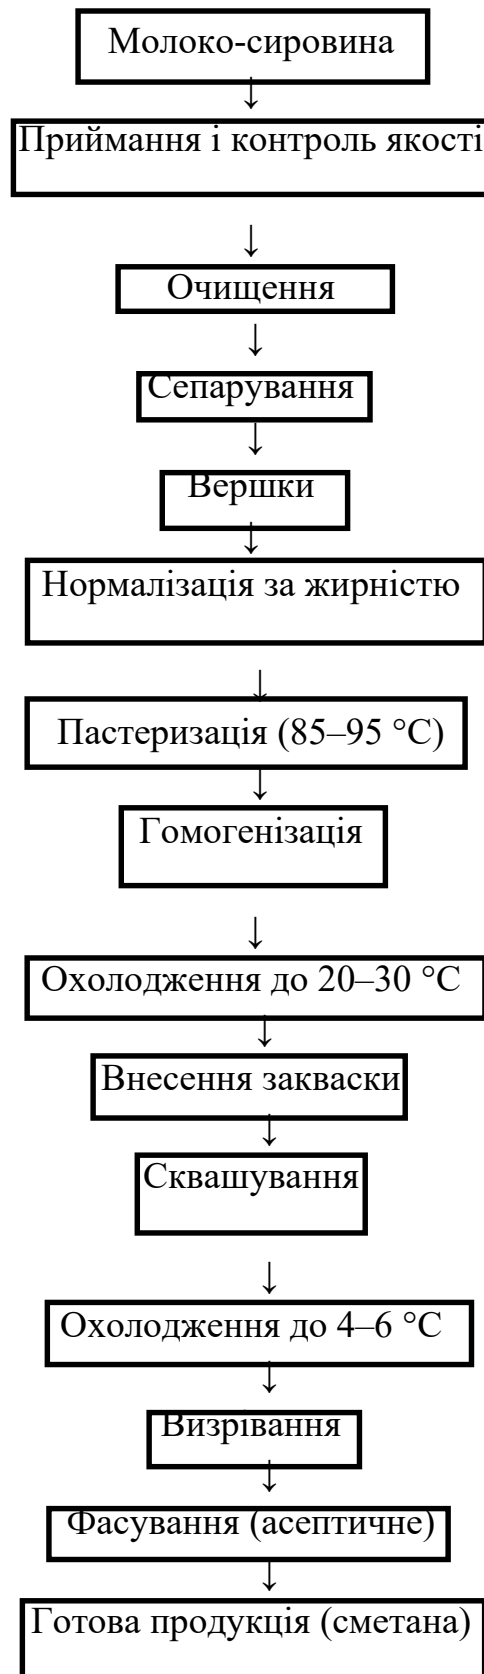 Молоко-сировина
↓
Приймання і контроль якості
↓
Очищення
↓
Сепарування
↓
Вершки
↓
Нормалізація за жирністю
↓
Пастеризація (85–95 °C)
↓
Гомогенізація
↓
Охолодження до 20–30 °C
↓
Внесення закваски
↓
Сквашування
↓
Охолодження до 4–6 °C
↓
Визрівання
↓
Фасування (асептичне)
↓
Готова продукція (сметана)